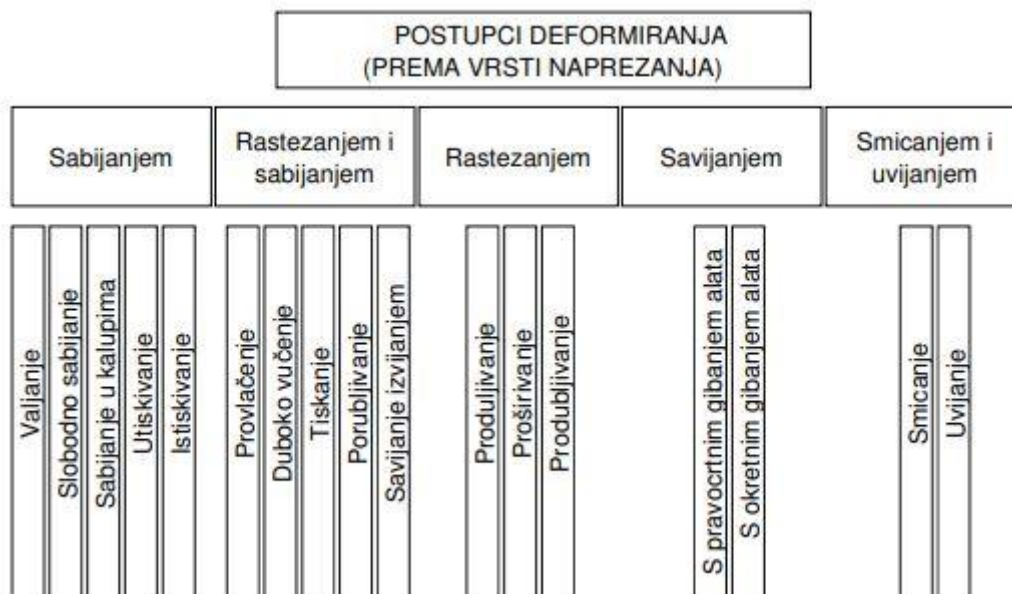 POSTUPCI DEFORMIRANJA
(PREMA VRSTI NAPREZANJA)
Sabijanjem
Rastezanjem i
sabijanjem
Rastezanjem
Savijanjem
Smicanjem i
uvijanjem
Valjanje
Slobodno sabijanje
Sabijanje u kalupima
Utiskivanje
Istiskivanje
Provlačenje
Duboko vučenje
Tiskanje
Porubljivanje
Savijanje izvijanjem
Produljivanje
Proširivanje
Produbljivanje
S pravocrtnim gibanjem alata
S okretnim gibanjem alata
Smicanje
Uvijanje